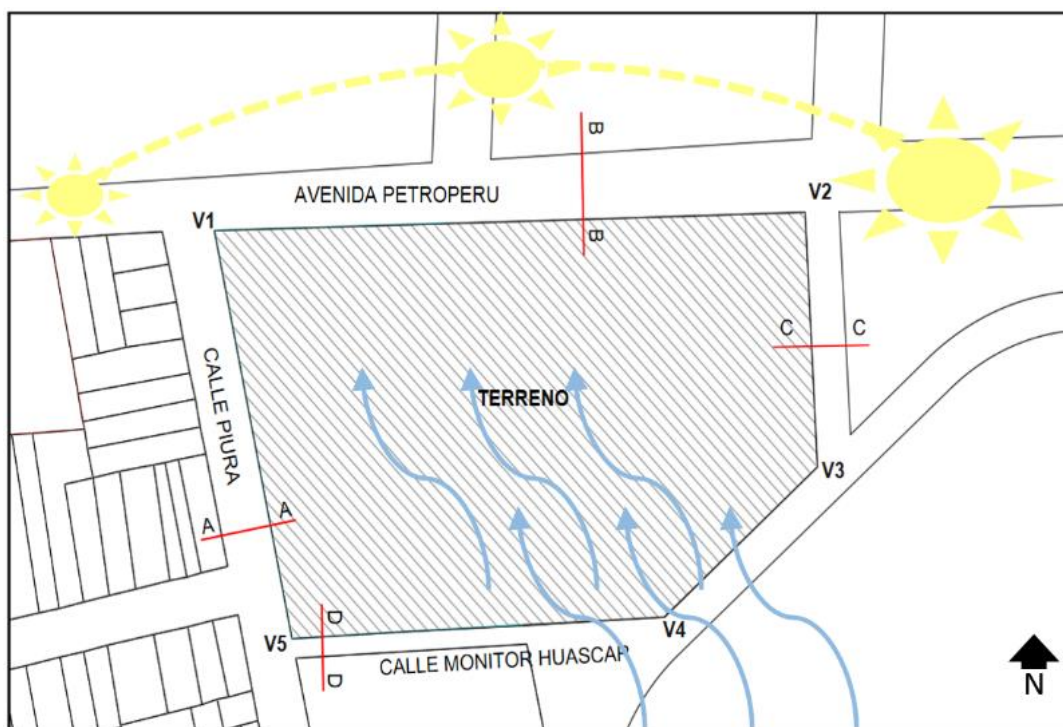 B
AVENIDA PETROPERU
V2
V1
B
C
C
CALLE PIURA
TERRENO
V3
A
A
D
V4
V5
CALLE MONITOR HUASCAR
D
N